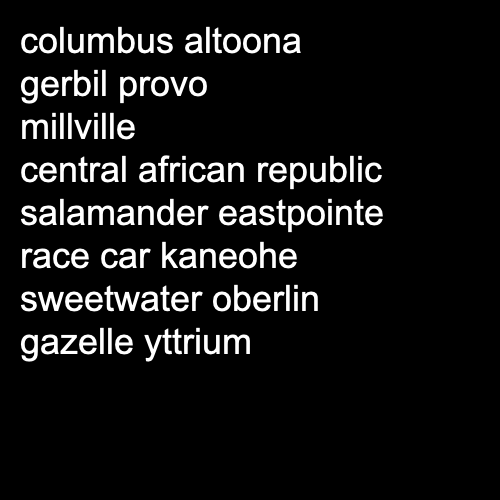 columbus altoona
gerbil provo
millville
central african republic
salamander eastpointe
race car kaneohe
sweetwater oberlin
gazelle yttrium